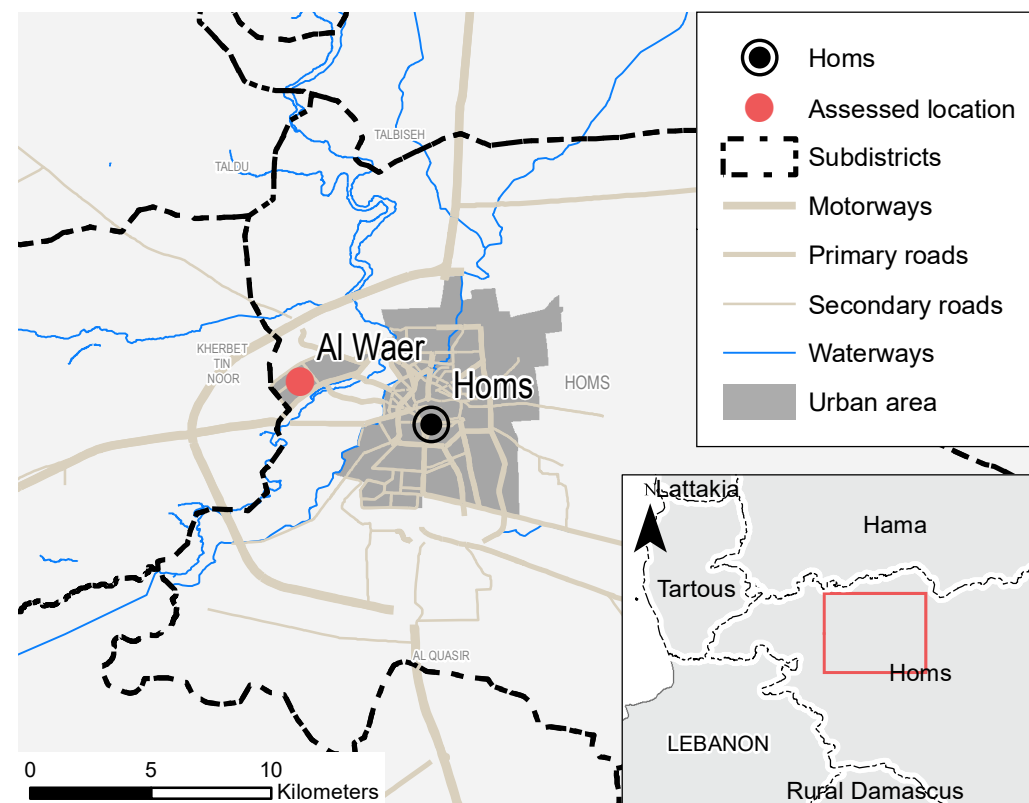 Homs
Assessed location
Subdistricts
Motorways
Primary roads
Secondary roads
Waterways
Urban area
TALBISEH
TALDU
KHERBET
TIN
NOOR
Al Waer
Homs
HOMS
AL QUASIR
0 5 10
Kilometers
N
Lattakia
Hama
Tartous
Homs
LEBANON
Rural Damascus